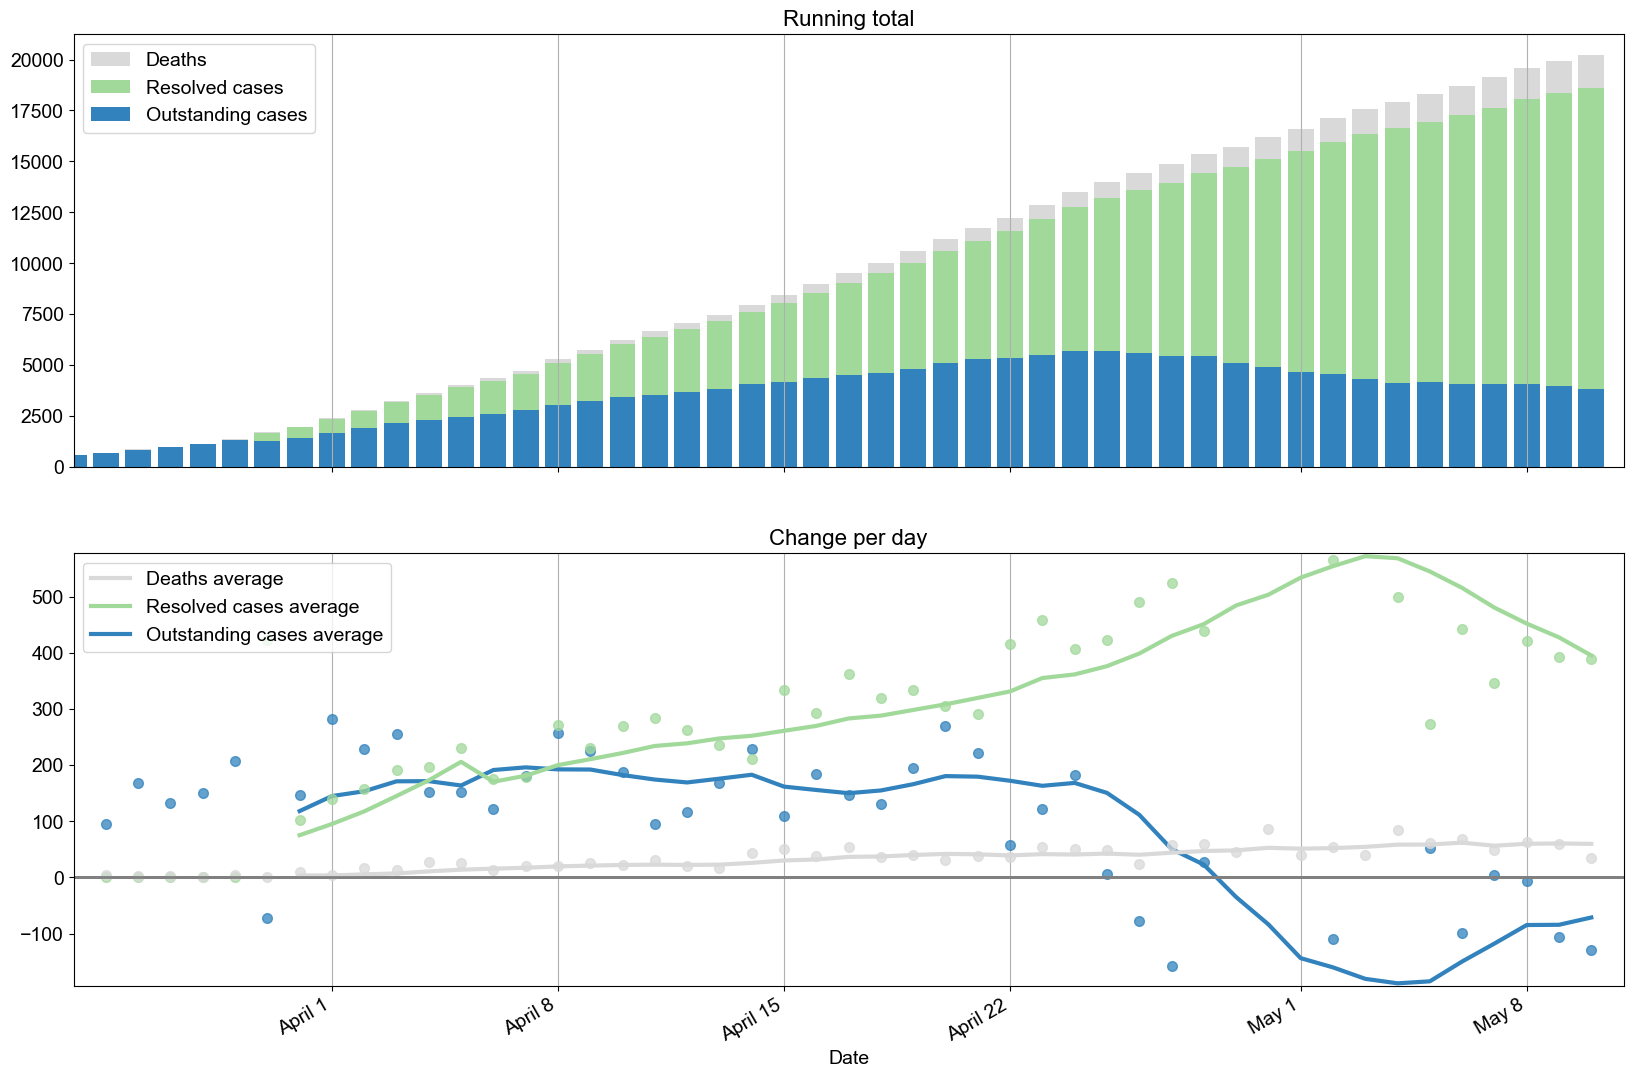 Running total
20000
17500
15000
12500
10000
7500
5000
2500
0
Deaths
Resolved cases
Outstanding cases
Change per day
500
400
300
200
100
0
−100
Deaths average
Resolved cases average
Outstanding cases average
April 1
April 8
April 15
April 22
May 1
May 8
Date